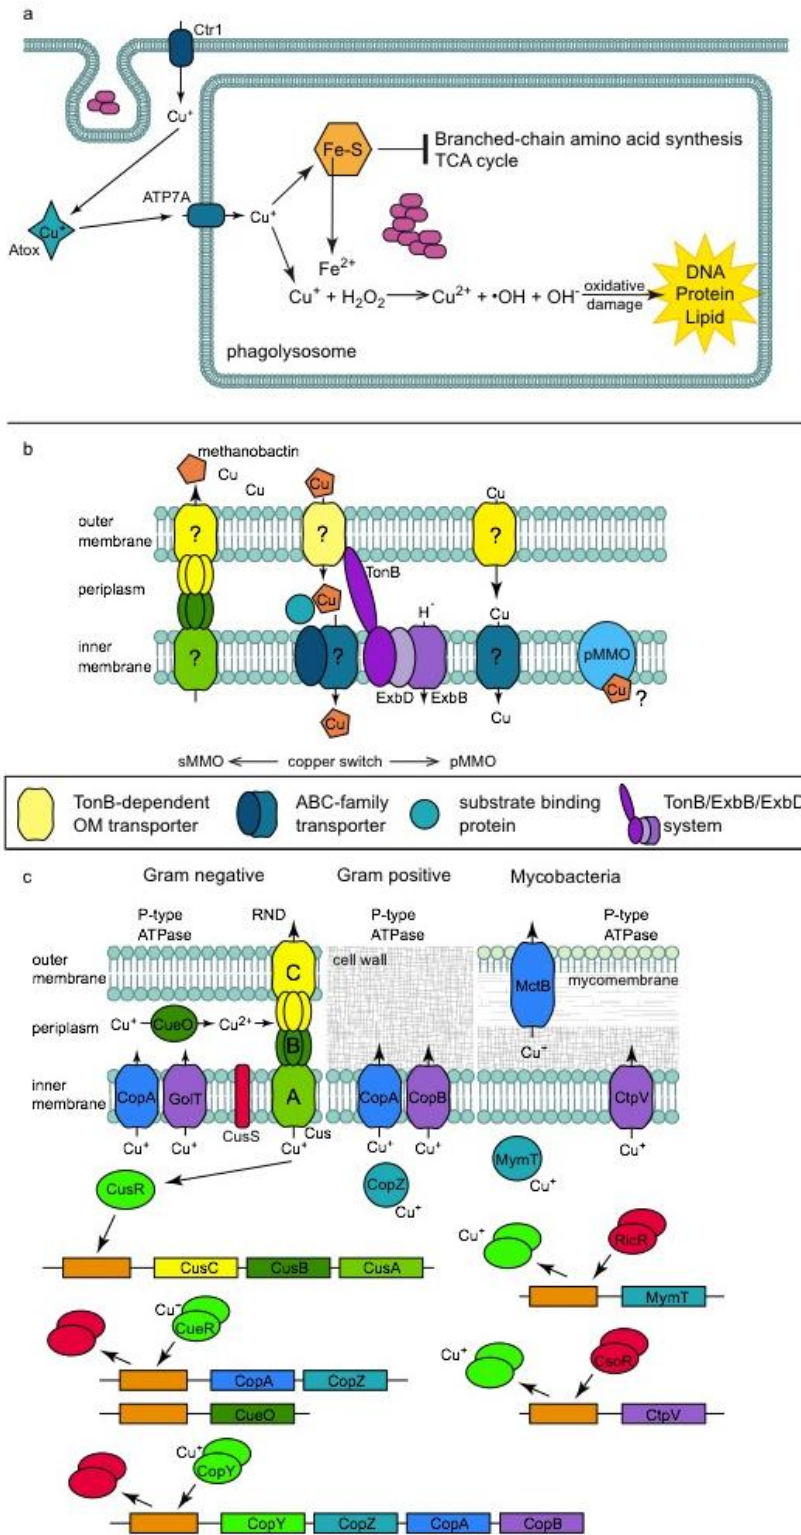 a
Ctr1
Cu⁺
Fe-S
Branched-chain amino acid synthesis
TCA cycle
ATP7A
Cu⁺
Cu⁺
Atox
Fe²⁺
Cu⁺ + H₂O₂ → Cu²⁺ + •OH + OH⁻
oxidative
damage
DNA
Protein
Lipid
phagolysosome
b
methanobactin
Cu
Cu
Cu
Cu
outer
membrane
?
?
?
TonB
periplasm
Cu
H⁺
Cu
inner
membrane
?
?
?
pMMO
Cu
?
ExbD
ExbB
Cu
Cu
sMMO ← copper switch → pMMO
TonB-dependent
OM transporter
ABC-family
transporter
substrate binding
protein
TonB/ExbB/ExbD
system
c
Gram negative
Gram positive
Mycobacteria
P-type
ATPase
RND
P-type
ATPase
P-type
ATPase
outer
membrane
C
cell wall
MctB
mycomembrane
periplasm
Cu⁺
CueO
Cu²⁺
B
Cu⁺
inner
membrane
CopA
GolT
A
CopA
CopB
CtpV
Cu⁺
Cu⁺
CusS
Cu⁺
Cus
Cu⁺
Cu⁺
Cu⁺
CusR
CopZ
Cu⁺
MymT
Cu⁺
CusC
CusB
CusA
Cu⁺
RicR
MymT
Cu⁺
CueR
CopA
CopZ
CueO
Cu⁺
CsoR
CtpV
Cu⁺
CopY
CopY
CopZ
CopA
CopB